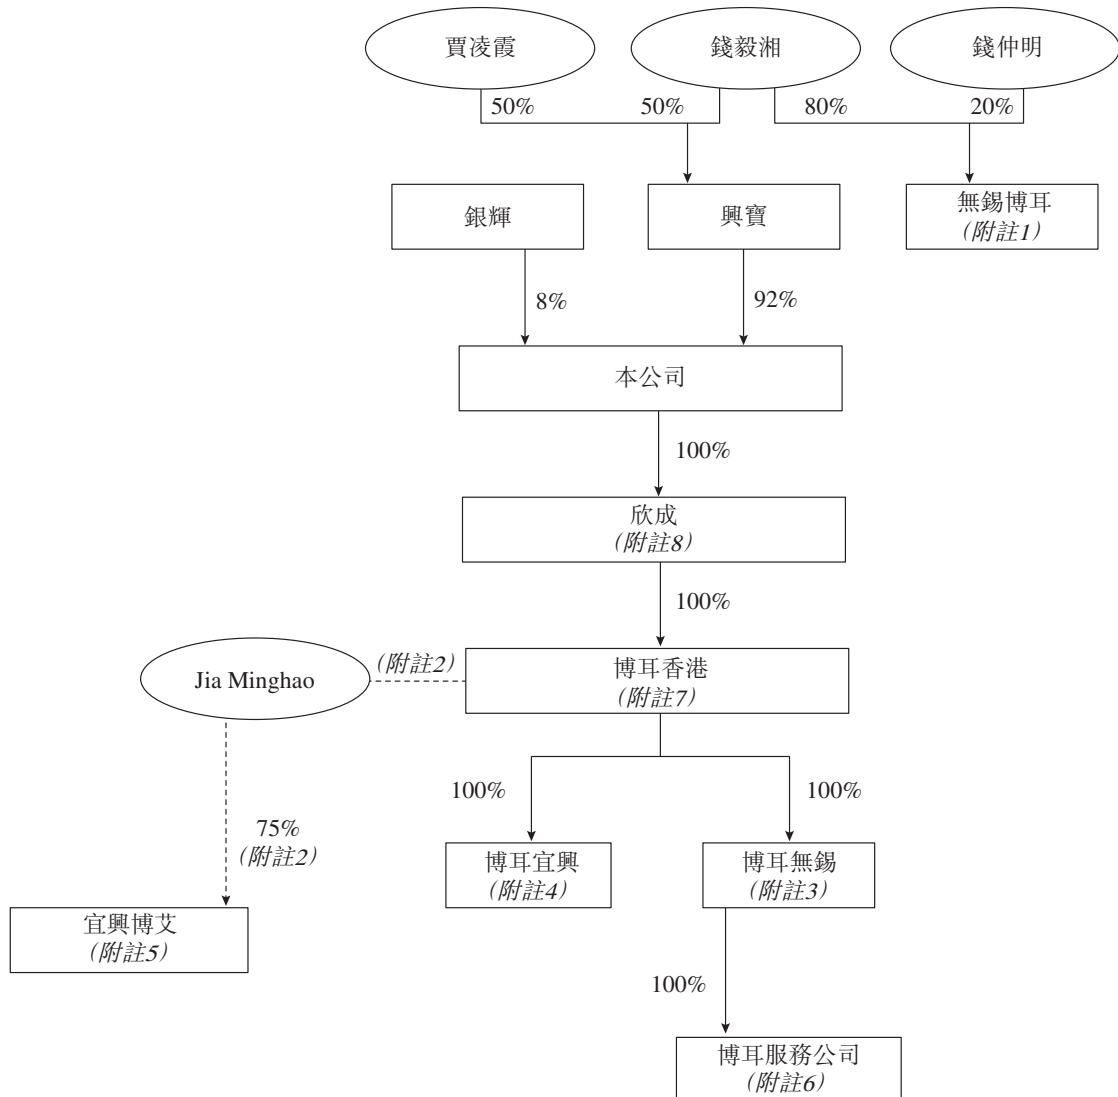 賈凌霞
錢毅湘
錢仲明
50%
50%
80%
20%
銀輝
興寶
無錫博耳
(附註1)
8%
92%
本公司
100%
欣成
(附註8)
100%
Jia Minghao
(附註2)
博耳香港
(附註7)
100%
100%
75%
(附註2)
博耳宜興
(附註4)
博耳無錫
(附註3)
宜興博艾
(附註5)
100%
博耳服務公司
(附註6)